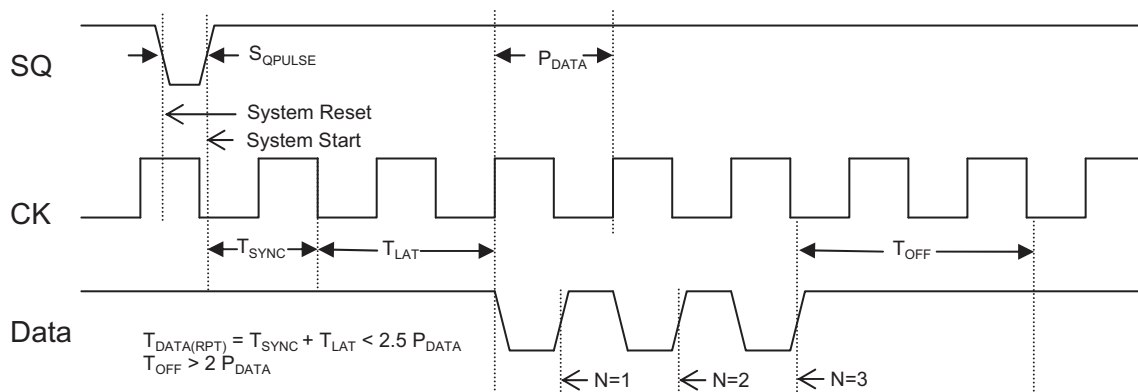 SQ
S_QPULSE
P_DATA
System Reset
System Start
CK
T_SYNC
T_LAT
T_OFF
Data
T_DATA(RPT) = T_SYNC + T_LAT < 2.5 P_DATA
T_OFF > 2 P_DATA
N=1
N=2
N=3